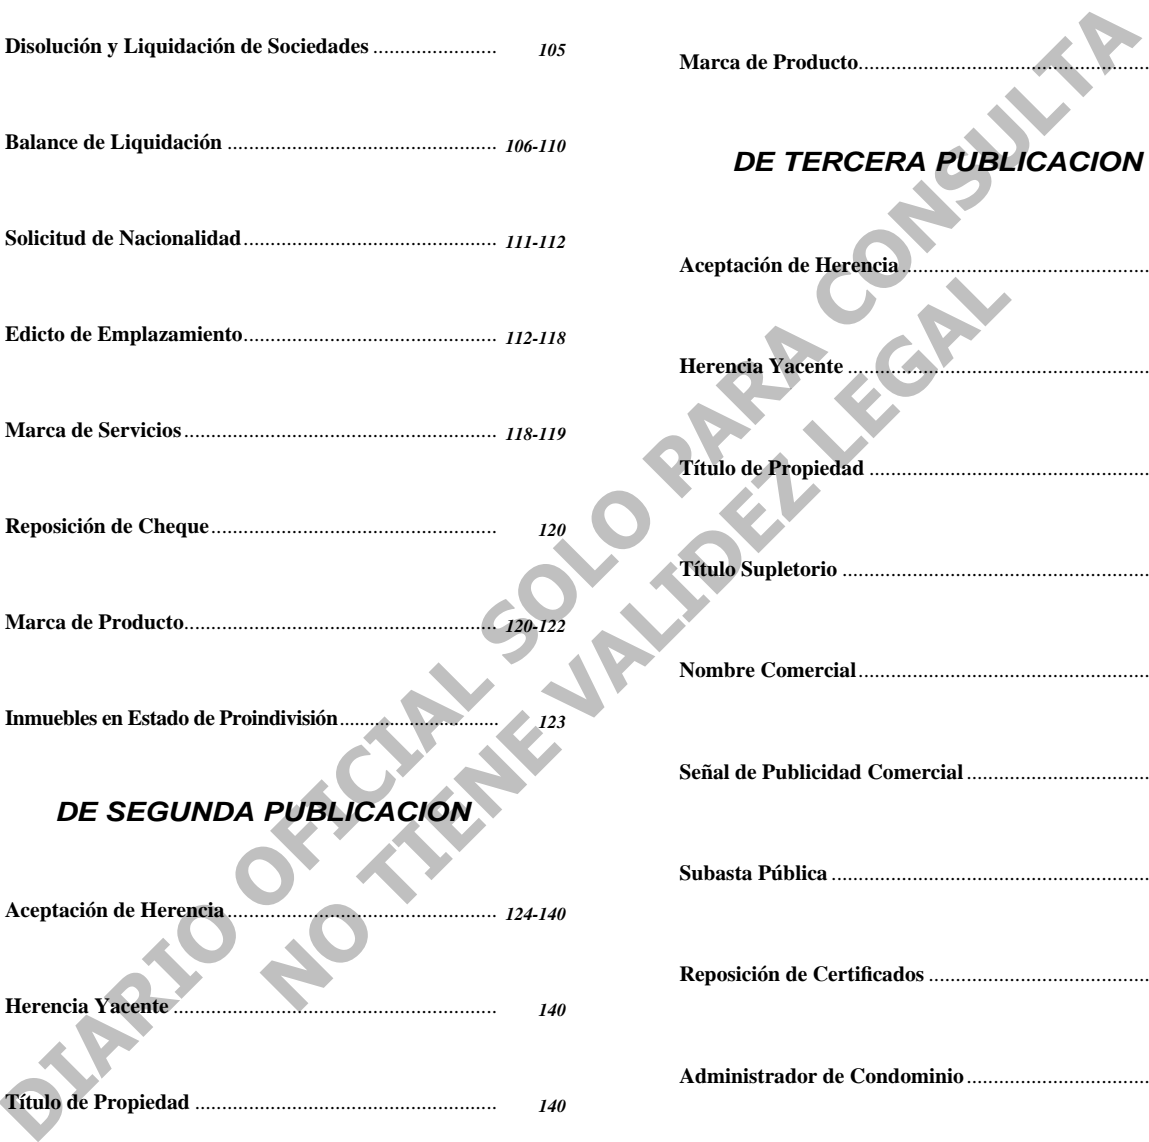 Disolución y Liquidación de Sociedades ....................... 105
Balance de Liquidación .................................................. 106-110
Solicitud de Nacionalidad ............................................... 111-112
Edicto de Emplazamiento ............................................... 112-118
Marca de Servicios .......................................................... 118-119
Reposición de Cheque ..................................................... 120
Marca de Producto .......................................................... 120-122
Inmuebles en Estado de Proindivisión .............................. 123
DE SEGUNDA PUBLICACION
Aceptación de Herencia .................................................. 124-140
Herencia Yacente ............................................................ 140
Título de Propiedad ........................................................ 140
Marca de Producto ......................................................
DE TERCERA PUBLICACION
Aceptación de Herencia ..............................................
Herencia Yacente ........................................................
Título de Propiedad ....................................................
Título Supletorio .........................................................
Nombre Comercial ......................................................
Señal de Publicidad Comercial ..................................
Subasta Pública ...........................................................
Reposición de Certificados .........................................
Administrador de Condominio ..................................
DIARIO OFICIAL SOLO PARA CONSULTA
NO TIENE VALIDEZ LEGAL